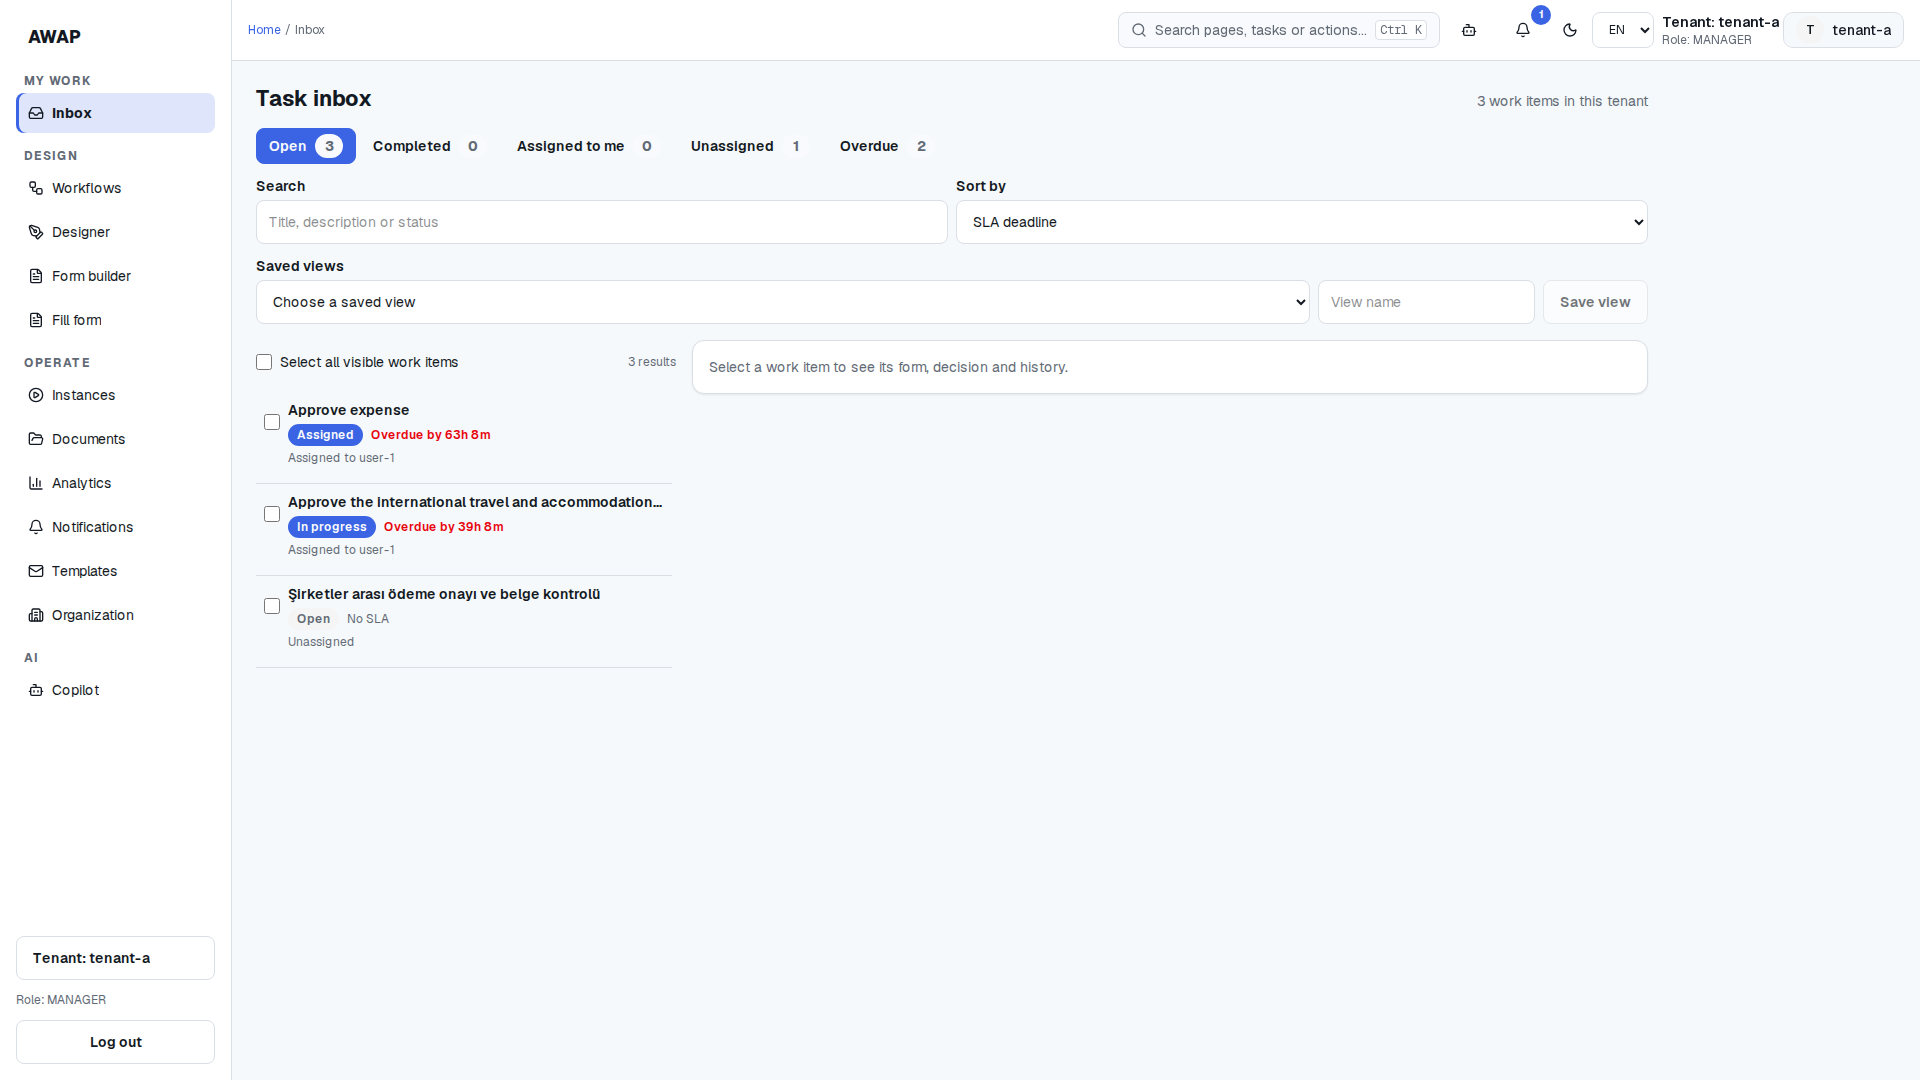 AWAP
MY WORK
Inbox
DESIGN
Workflows
Designer
Form builder
Fill form
OPERATE
Instances
Documents
Analytics
Notifications
Templates
Organization
AI
Copilot
Tenant: tenant-a
Role: MANAGER
Log out
Home / Inbox
Search pages, tasks or actions... Ctrl K
1
EN
Tenant: tenant-a
Role: MANAGER
T tenant-a
Task inbox
3 work items in this tenant
Open 3 Completed 0 Assigned to me 0 Unassigned 1 Overdue 2
Search
Title, description or status
Sort by
SLA deadline
Saved views
Choose a saved view
View name
Save view
Select all visible work items
3 results
Approve expense
Assigned Overdue by 63h 8m
Assigned to user-1
Approve the international travel and accommodation...
In progress Overdue by 39h 8m
Assigned to user-1
Şirketler arası ödeme onayı ve belge kontrolü
Open No SLA
Unassigned
Select a work item to see its form, decision and history.